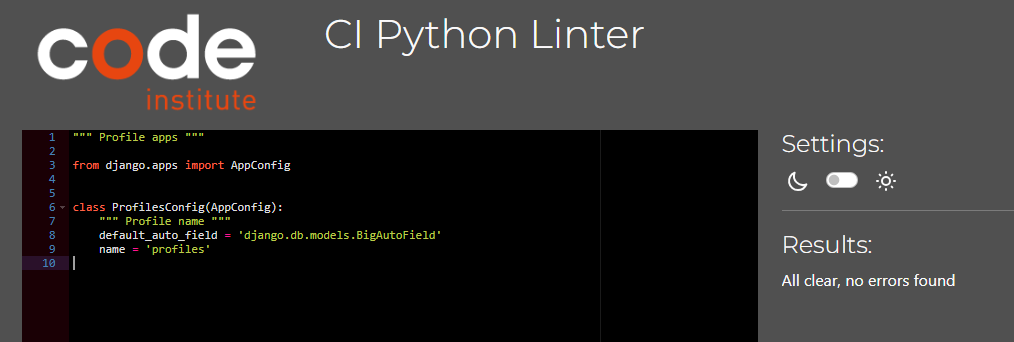 code
institute
CI Python Linter
1 """ Profile apps """
2
3 from django.apps import AppConfig
4
5
6 class ProfilesConfig(AppConfig):
7     """ Profile name """
8     default_auto_field = 'django.db.models.BigAutoField'
9     name = 'profiles'
10
Settings:
Results:
All clear, no errors found